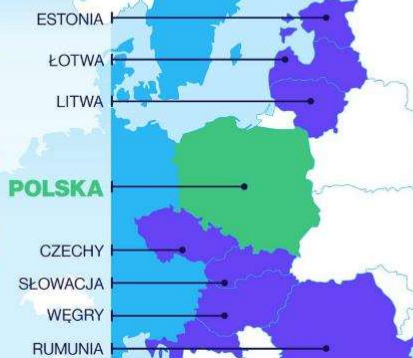 ESTONIA
ŁOTWA
LITWA
POLSKA
CZECHY
SŁOWACJA
WĘGRY
RUMUNIA